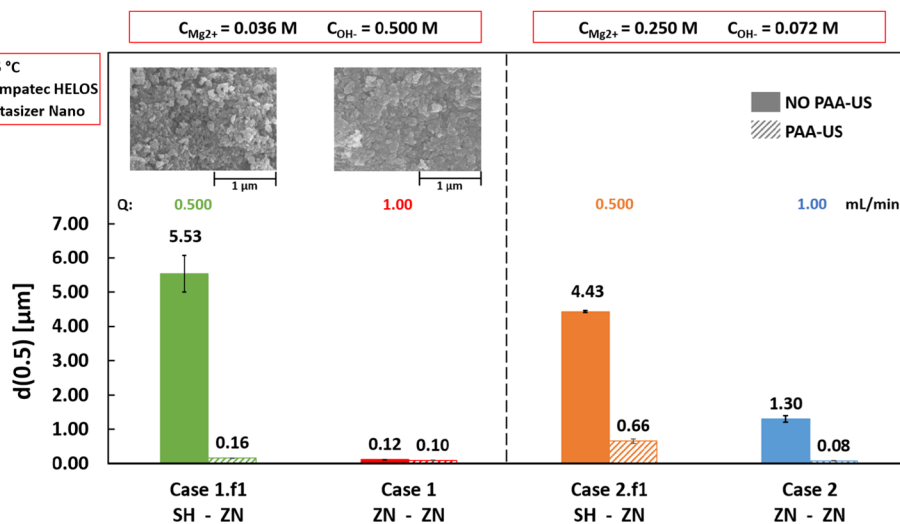 C_Mg2+ = 0.036 M C_OH- = 0.500 M
C_Mg2+ = 0.250 M C_OH- = 0.072 M
°C
mpatec HELOS
tasizer Nano
NO PAA-US
PAA-US
1 µm
1 µm
Q: 0.500 1.00 0.500 1.00 mL/min
d(0.5) [µm]
7.00
6.00
5.00
4.00
3.00
2.00
1.00
0.00
5.53
0.16
0.12
0.10
4.43
0.66
1.30
0.08
Case 1.f1 Case 1 Case 2.f1 Case 2
SH - ZN ZN - ZN SH - ZN ZN - ZN